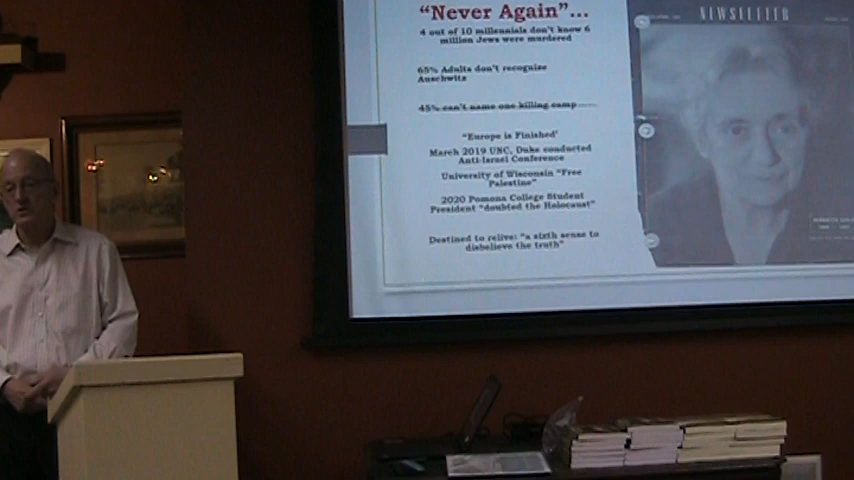 "Never Again"...
4 out of 10 millennials don't know 6
million Jews were murdered
65% Adults don't recognize
Auschwitz
45% can't name one killing camp
"Europe is Finished'
March 2019 UNC, Duke conducted
Anti-Israel Conference
University of Wisconsin "Free
Palestine"
2020 Pomona College Student
President "doubted the Holocaust"
Destined to relive: "a sixth sense to
disbelieve the truth"
NEWSLETTER